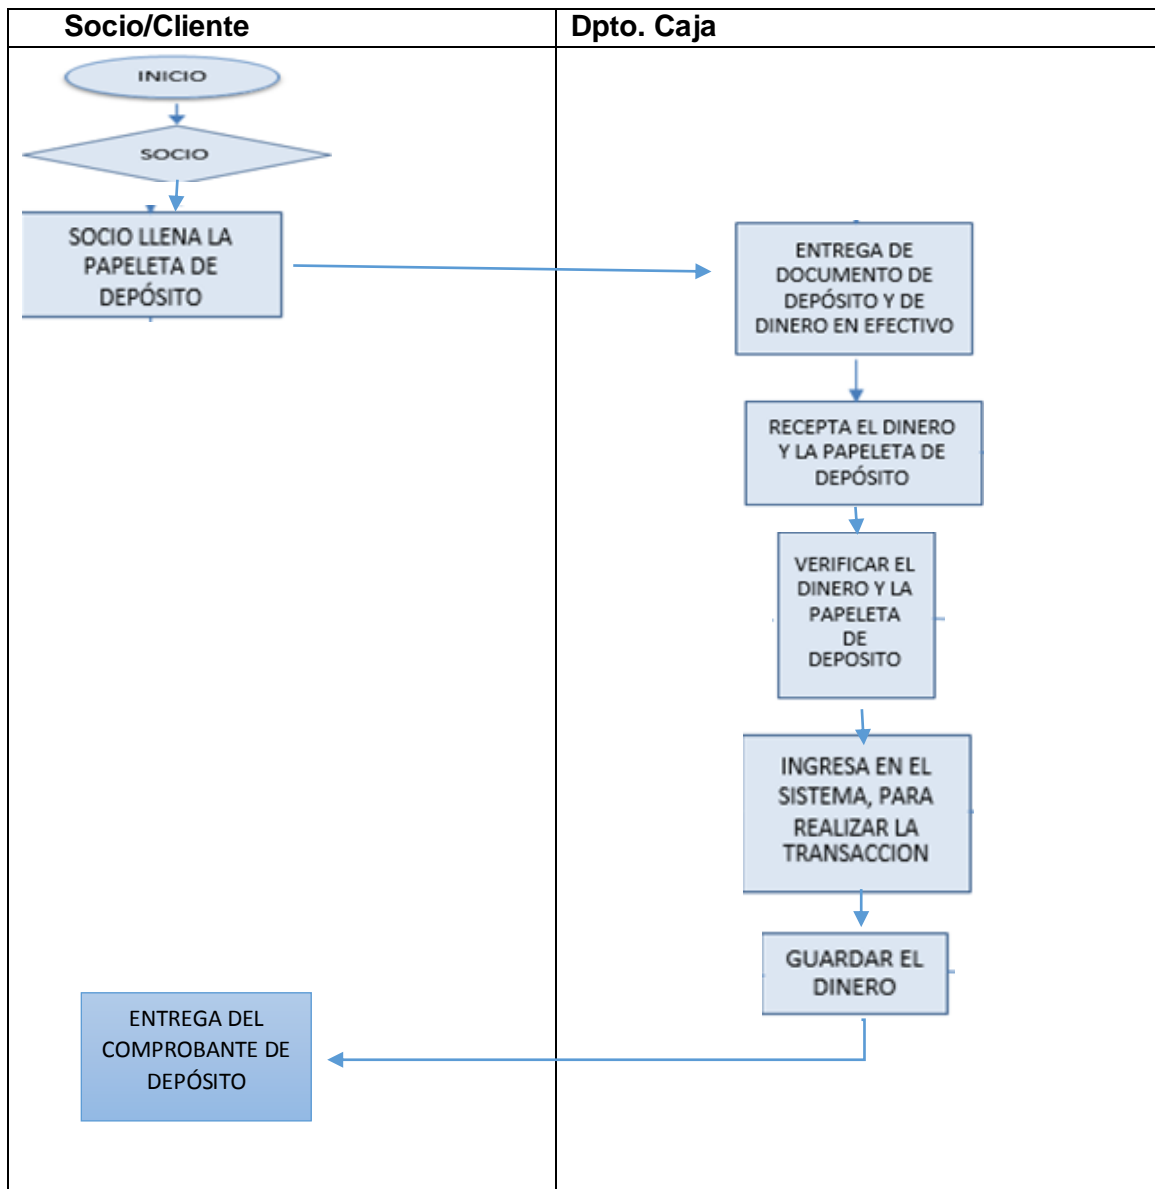 Socio/Cliente
Dpto. Caja
INICIO
SOCIO
SOCIO LLENA LA
PAPELETA DE
DEPÓSITO
ENTREGA DE
DOCUMENTO DE
DEPÓSITO Y DE
DINERO EN EFECTIVO
RECEPTA EL DINERO
Y LA PAPELETA DE
DEPÓSITO
VERIFICAR EL
DINERO Y LA
PAPELETA
DE
DEPOSITO
INGRESA EN EL
SISTEMA, PARA
REALIZAR LA
TRANSACCION
GUARDAR EL
DINERO
ENTREGA DEL
COMPROBANTE DE
DEPÓSITO